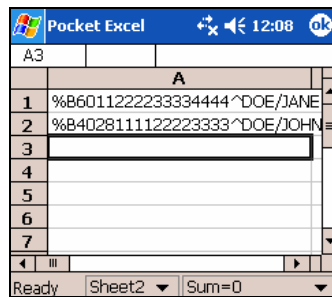 Pocket Excel 12:08 ok
A3
A
1 %B6011222233334444^DOE/JANE
2 %B4028111122223333^DOE/JOHN
3
4
5
6
7
Ready Sheet2 Sum=0